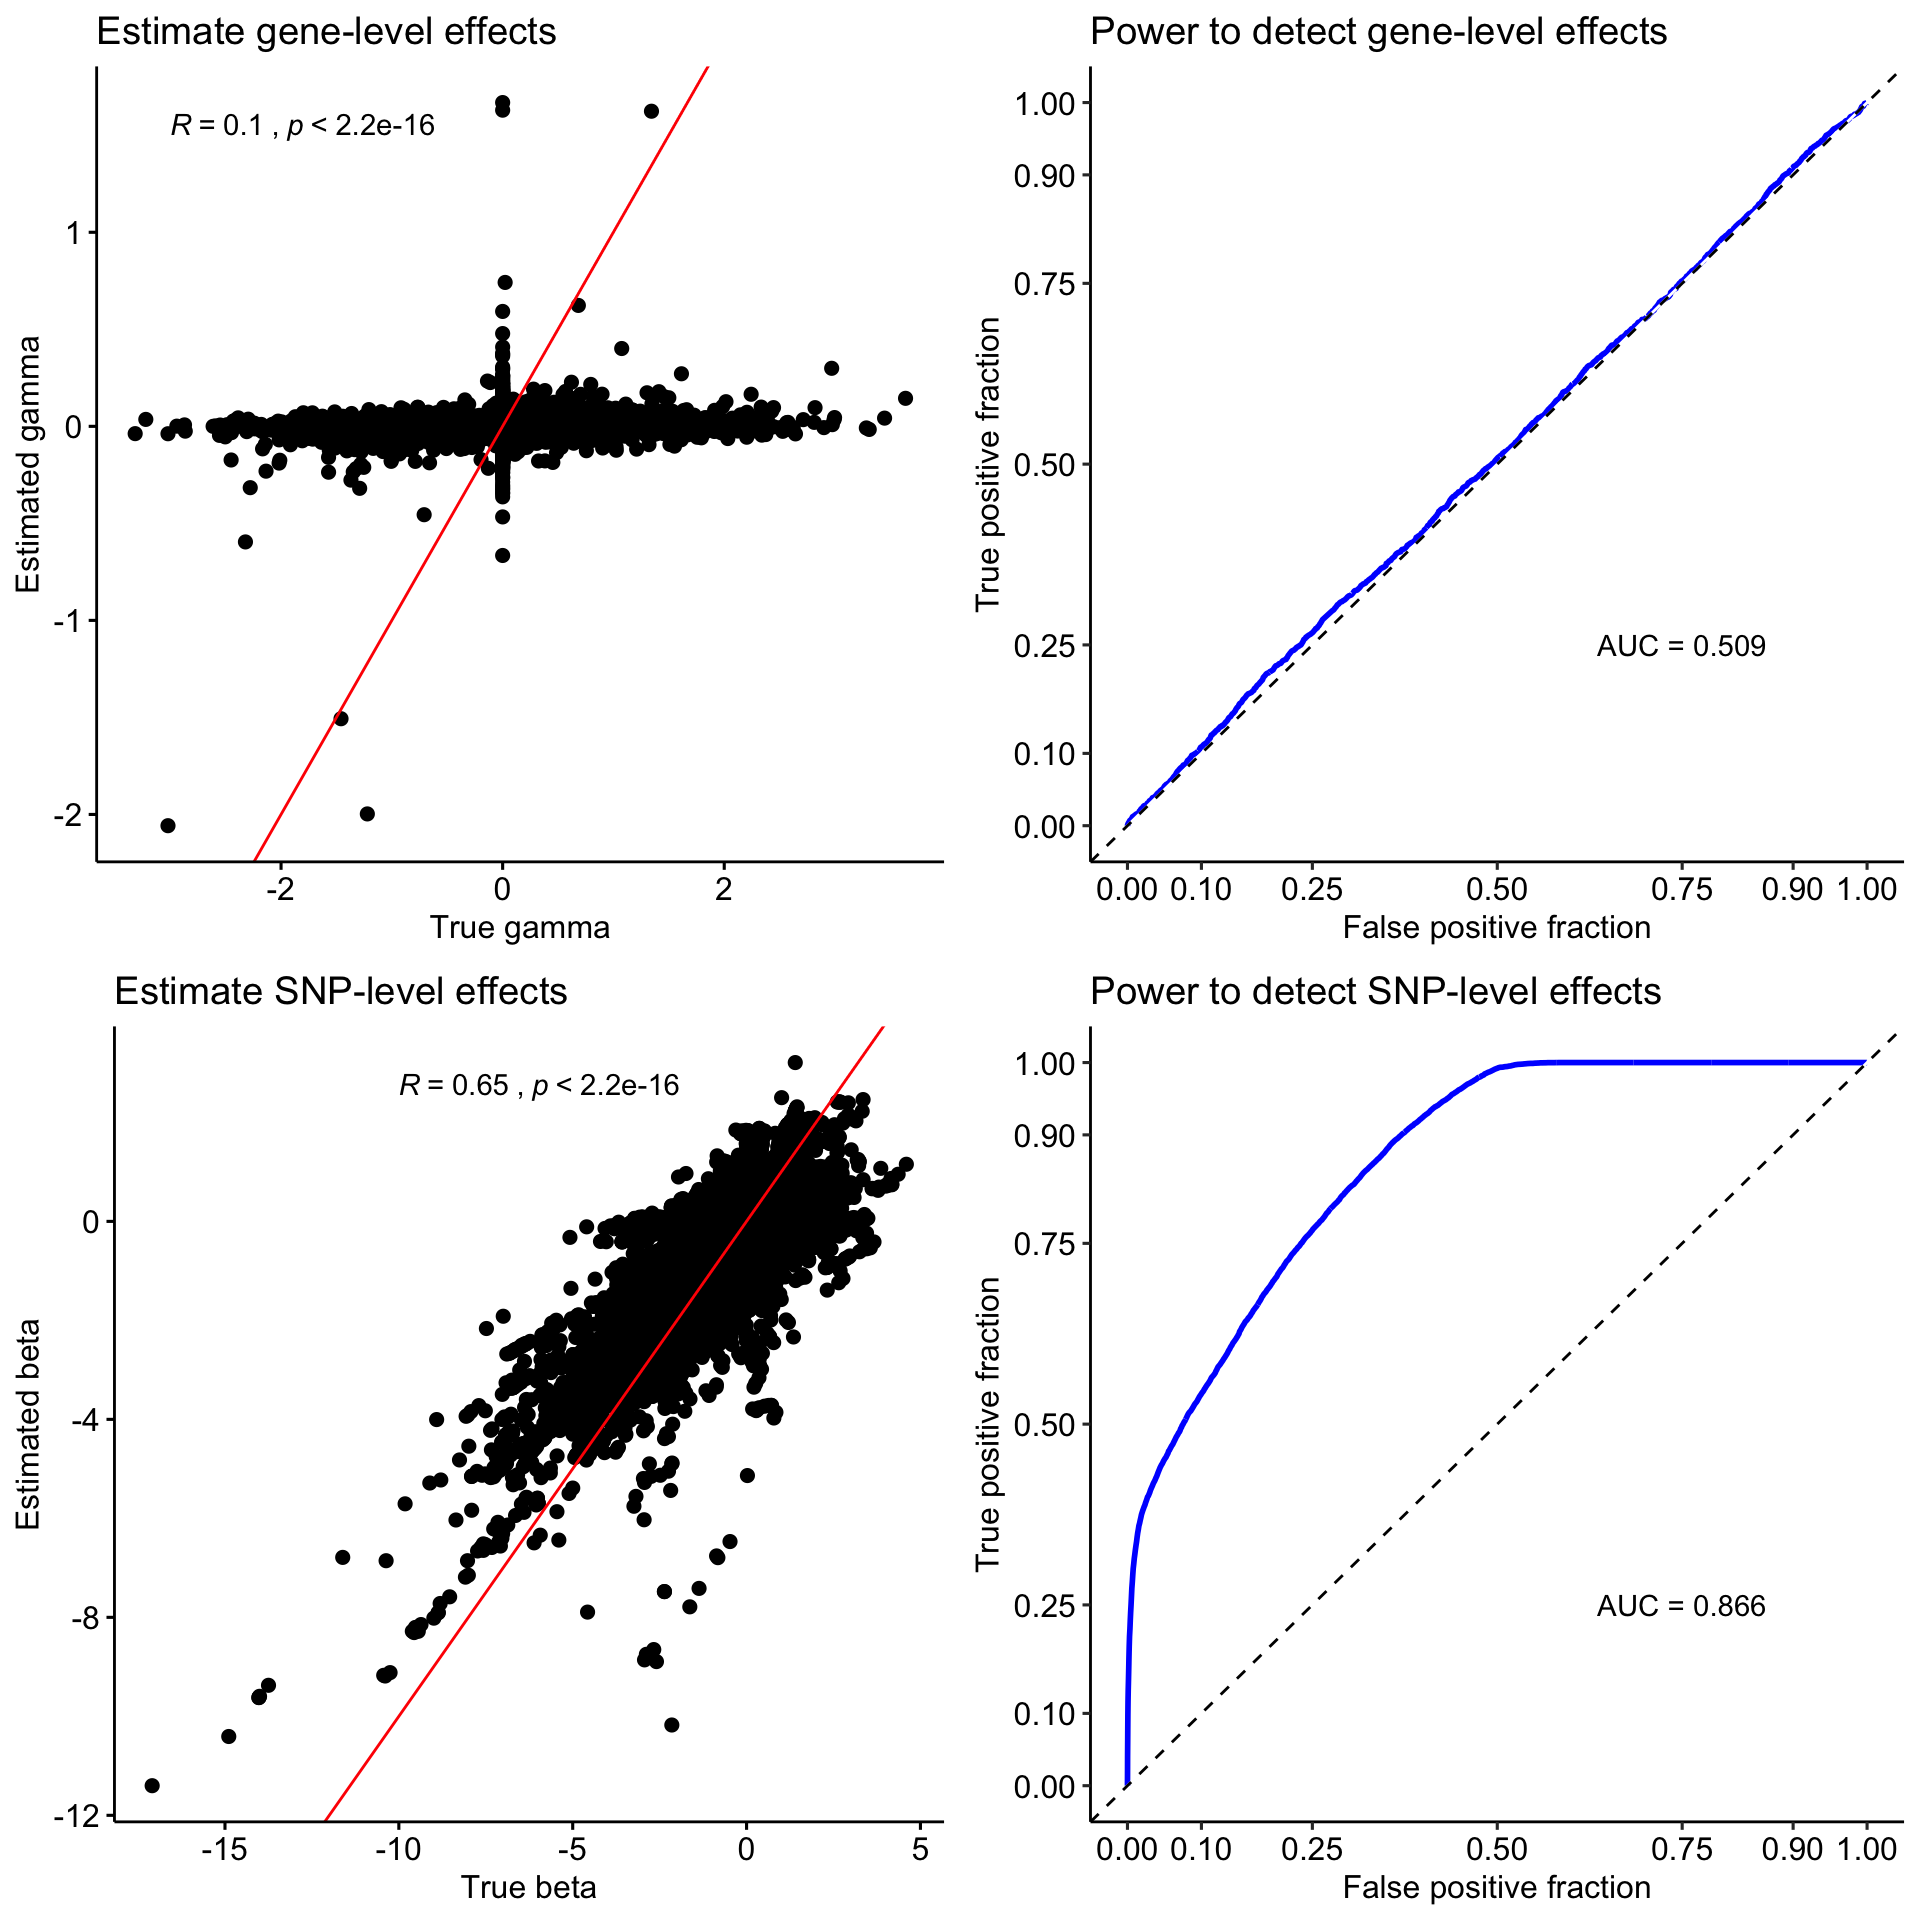 Estimate gene-level effects
R = 0.1 , p < 2.2e-16
1
0
-1
-2
Estimated gamma
-2 0 2
True gamma
Power to detect gene-level effects
1.00
0.90
0.75
0.50
0.25
0.10
0.00
True positive fraction
AUC = 0.509
0.00 0.10 0.25 0.50 0.75 0.90 1.00
False positive fraction
Estimate SNP-level effects
R = 0.65 , p < 2.2e-16
0
-4
-8
-12
Estimated beta
-15 -10 -5 0 5
True beta
Power to detect SNP-level effects
1.00
0.90
0.75
0.50
0.25
0.10
0.00
True positive fraction
AUC = 0.866
0.00 0.10 0.25 0.50 0.75 0.90 1.00
False positive fraction